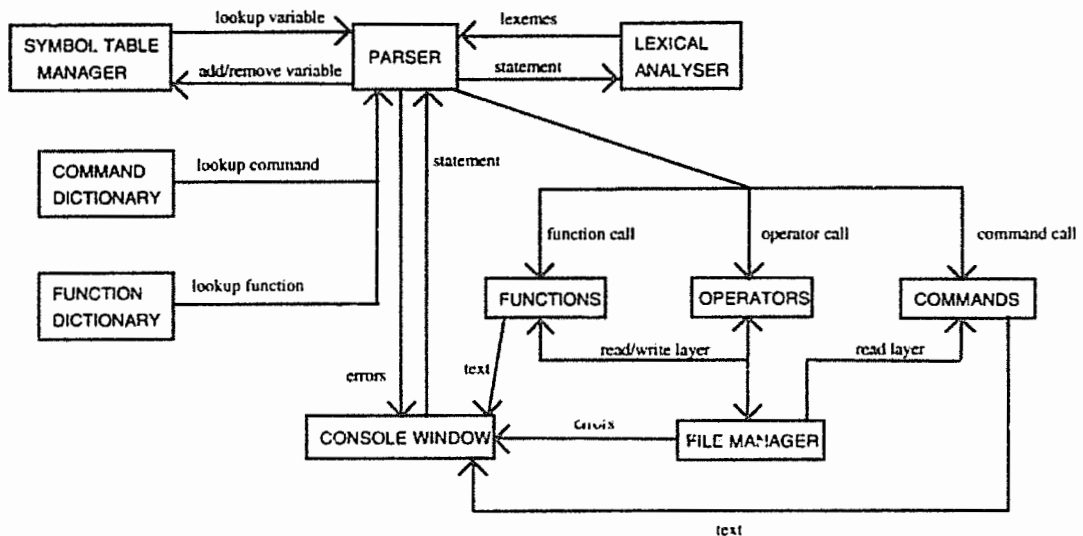 lookup variable
lexemes
SYMBOL TABLE
MANAGER
PARSER
LEXICAL
ANALYSER
add/remove variable
statement
COMMAND
DICTIONARY
lookup command
statement
function call
operator call
command call
FUNCTION
DICTIONARY
lookup function
FUNCTIONS
OPERATORS
COMMANDS
read/write layer
read layer
errors
text
CONSOLE WINDOW
errors
FILE MANAGER
text